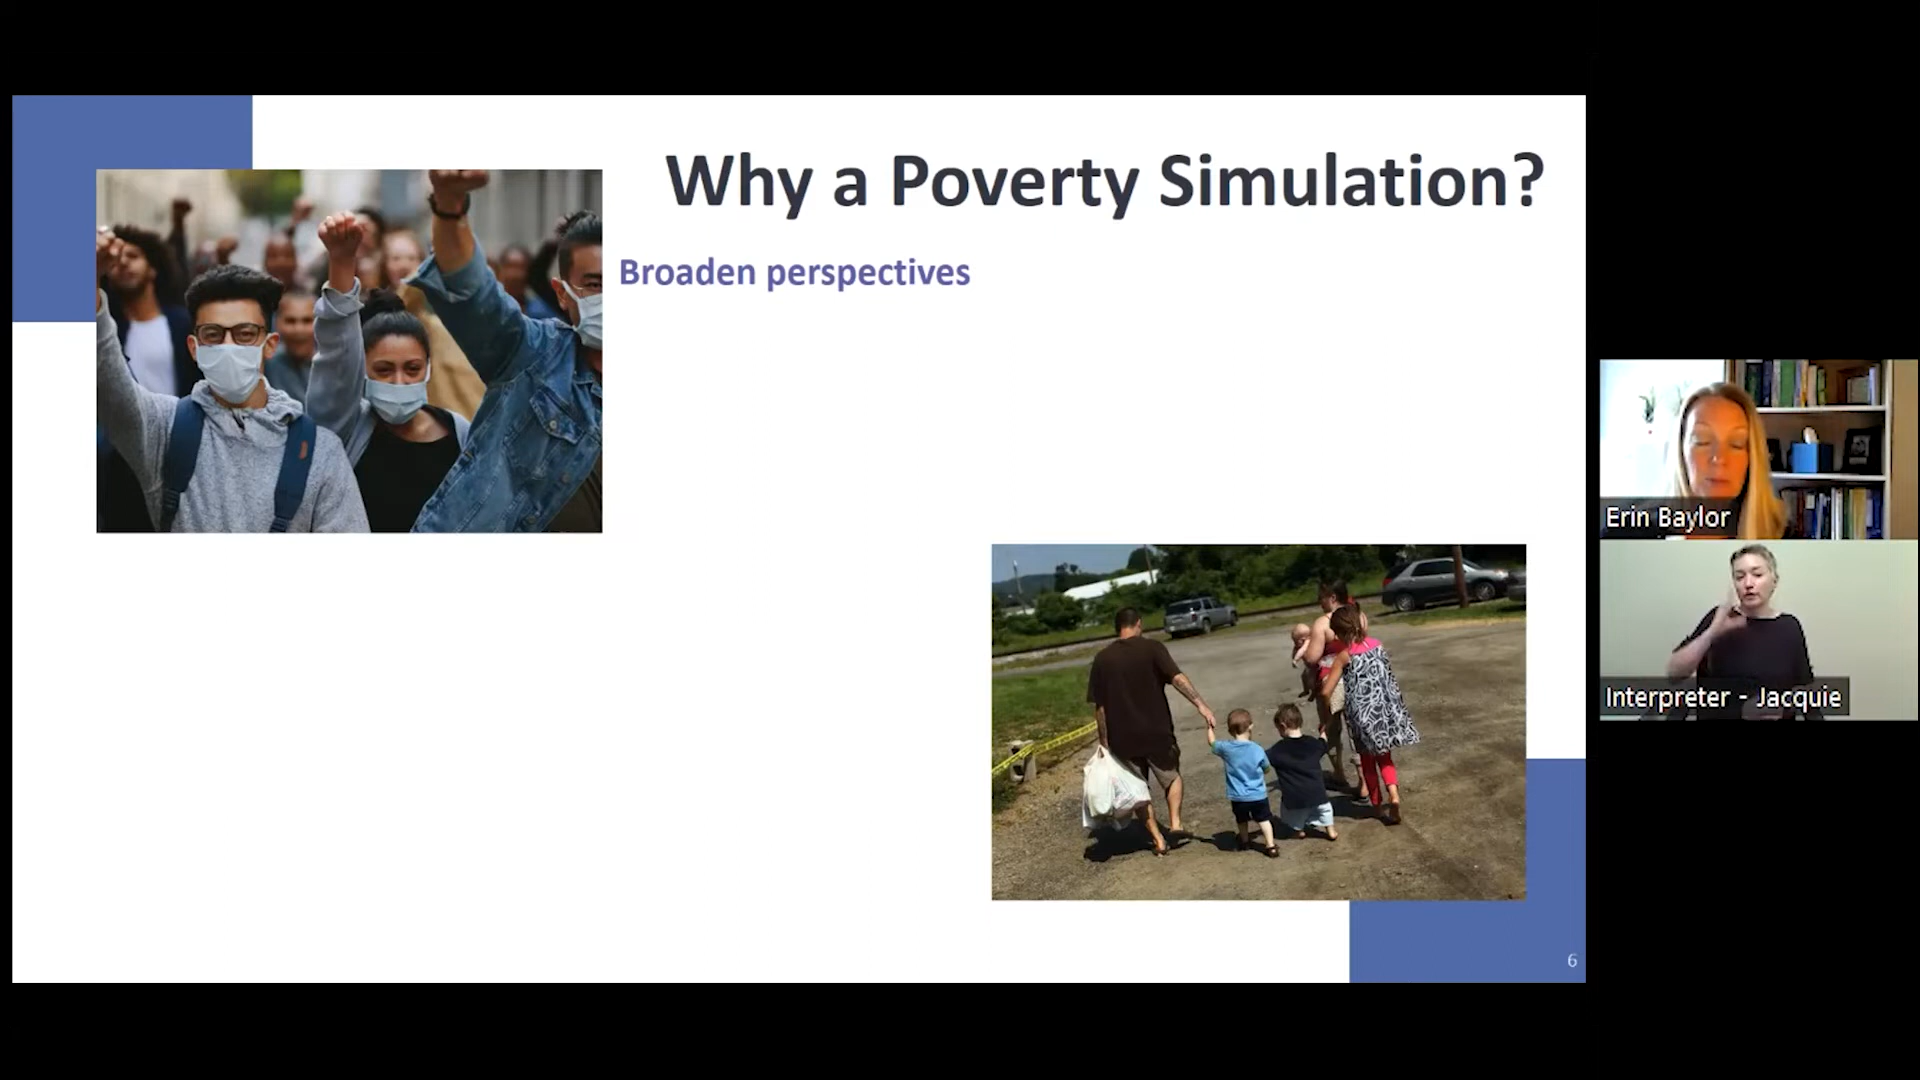 Why a Poverty Simulation?
Broaden perspectives
Erin Baylor
Interpreter - Jacquie
6